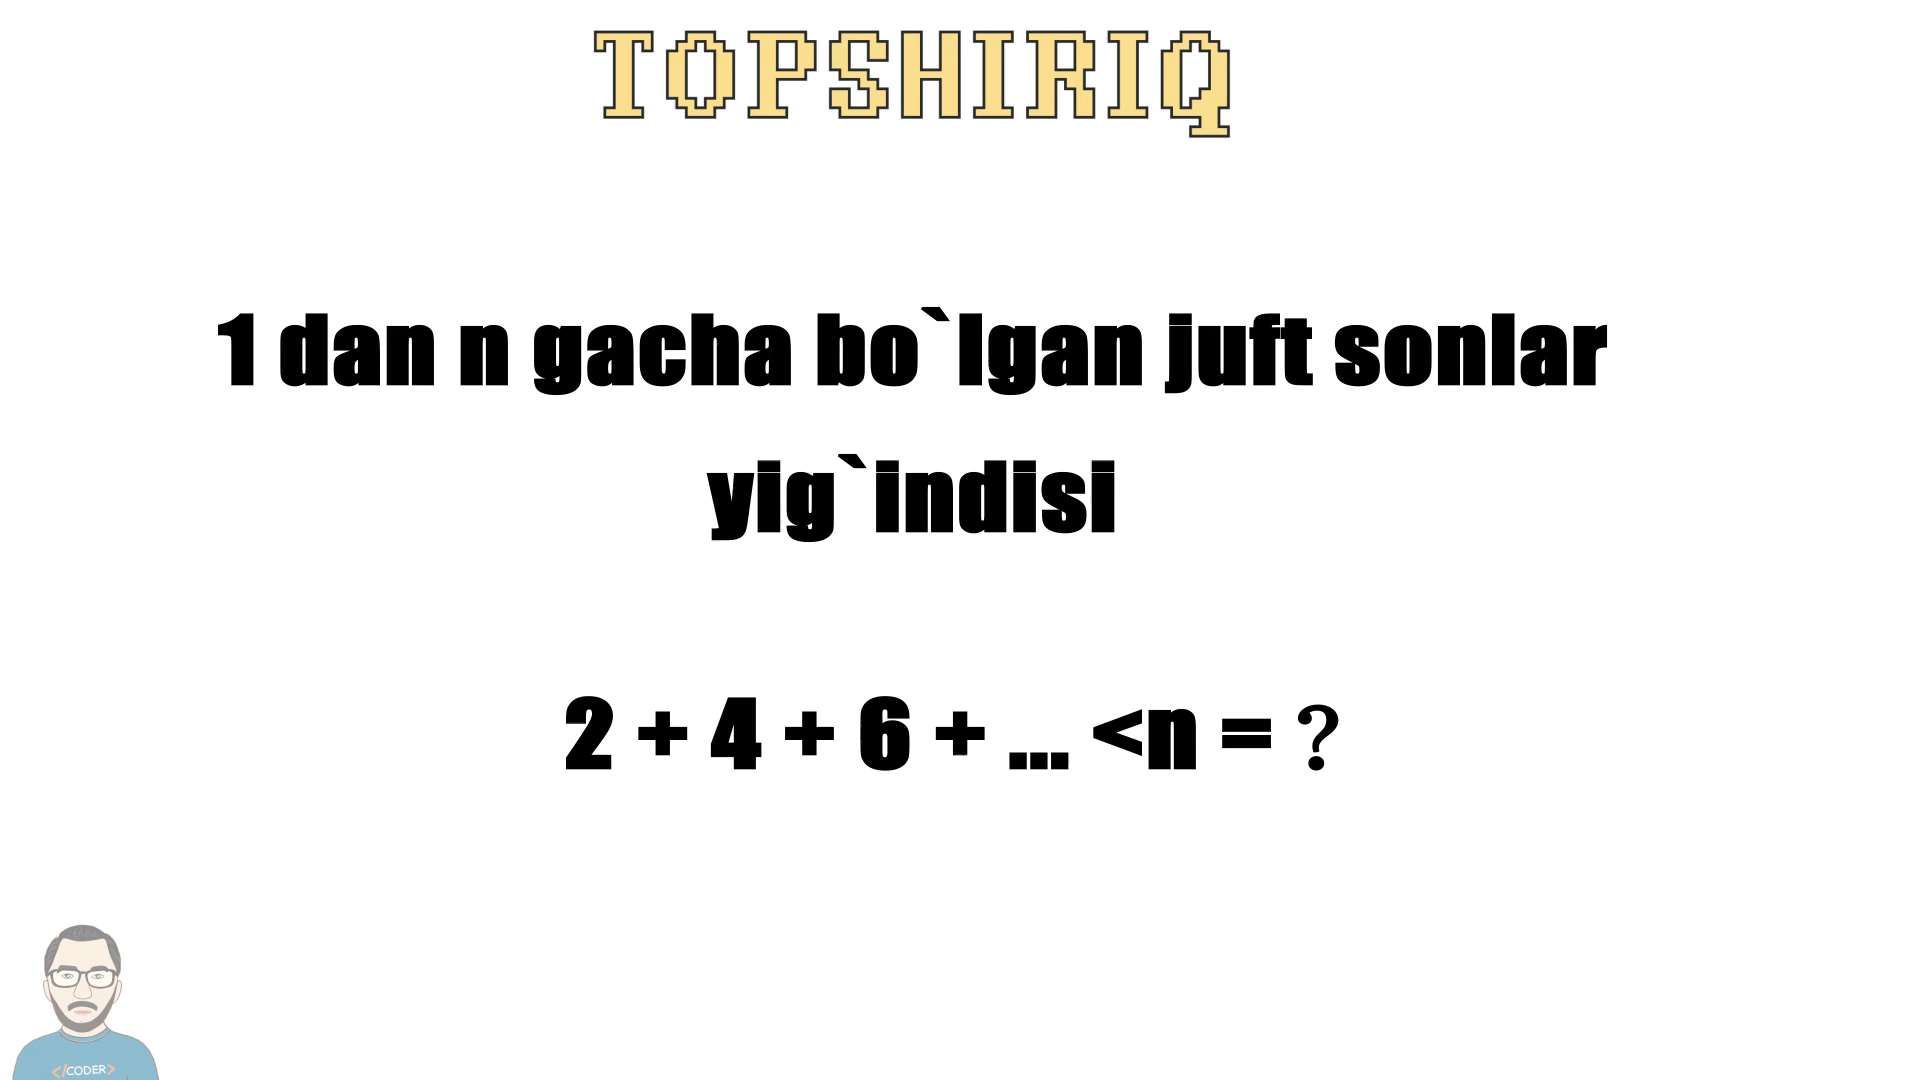 TOPSHIRIQ
1 dan n gacha bo`lgan juft sonlar
yig`indisi
2 + 4 + 6 + ... <n = ?
</CODER>